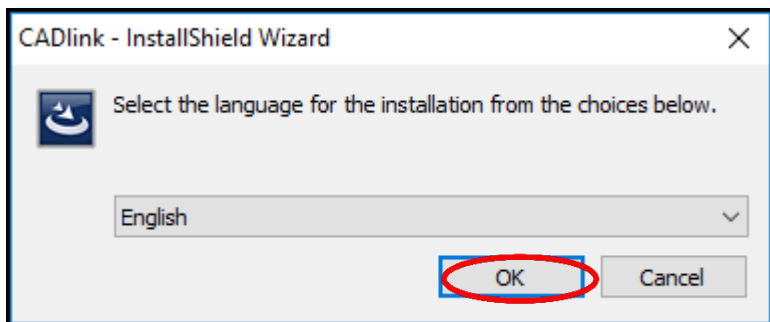 CADlink - InstallShield Wizard
Select the language for the installation from the choices below.
English
OK
Cancel